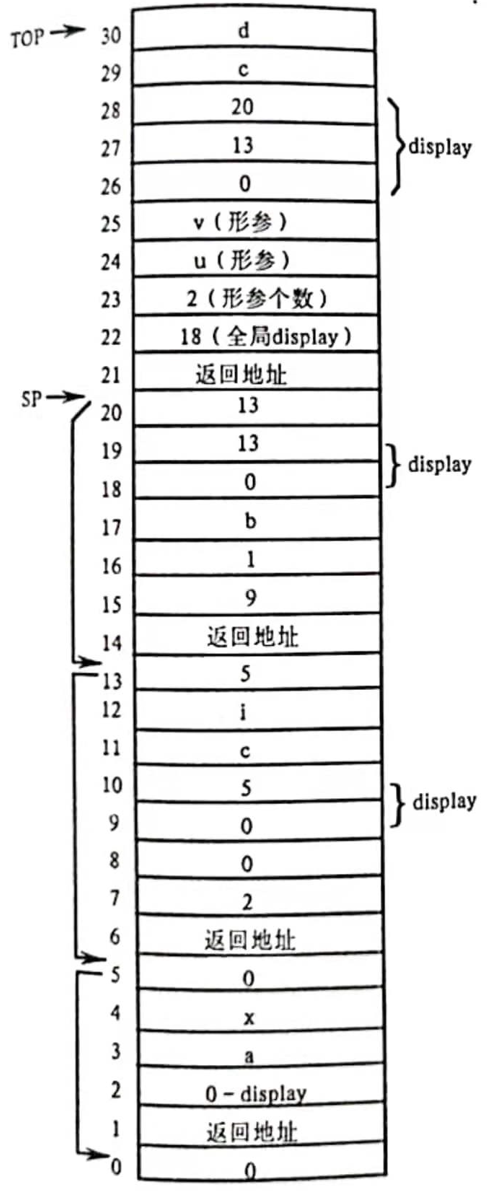 TOP → 30 d
29 c
28 20
27 13 display
26 0
25 v（形参）
24 u（形参）
23 2（形参个数）
22 18（全局display）
21 返回地址
SP → 20 13
19 13 display
18 0
17 b
16 1
15 9
14 返回地址
13 5
12 i
11 c
10 5 display
9 0
8 0
7 2
6 返回地址
5 0
4 x
3 a
2 0-display
1 返回地址
0 0